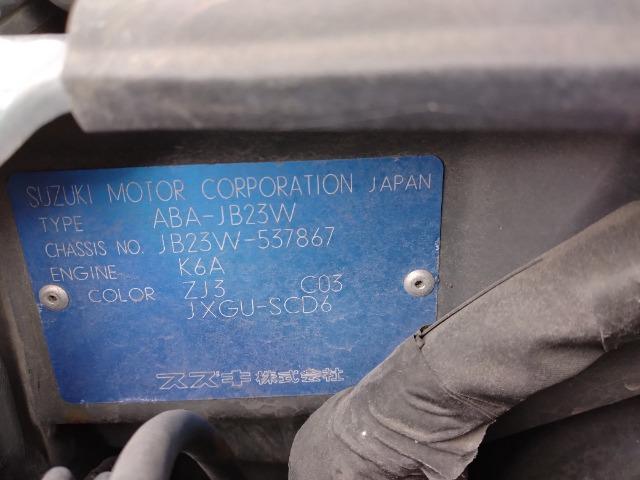 SUZUKI MOTOR CORPORATION JAPAN
TYPE ABA-JB23W
CHASSIS NO. JB23W-537867
ENGINE K6A
COLOR ZJ3 C03
JXGU-SCD6
スズキ株式会社